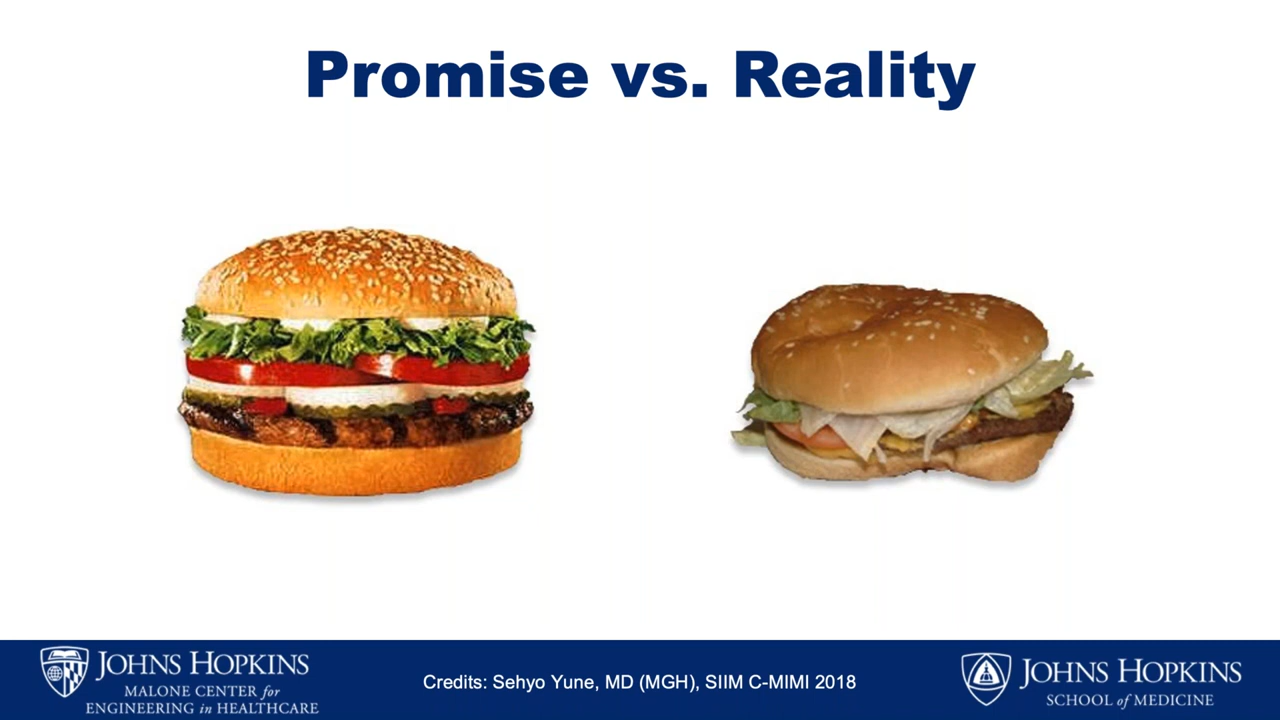 Promise vs. Reality
JOHNS HOPKINS
MALONE CENTER for
ENGINEERING in HEALTHCARE
Credits: Sehyo Yune, MD (MGH), SIIM C-MIMI 2018
JOHNS HOPKINS
SCHOOL of MEDICINE